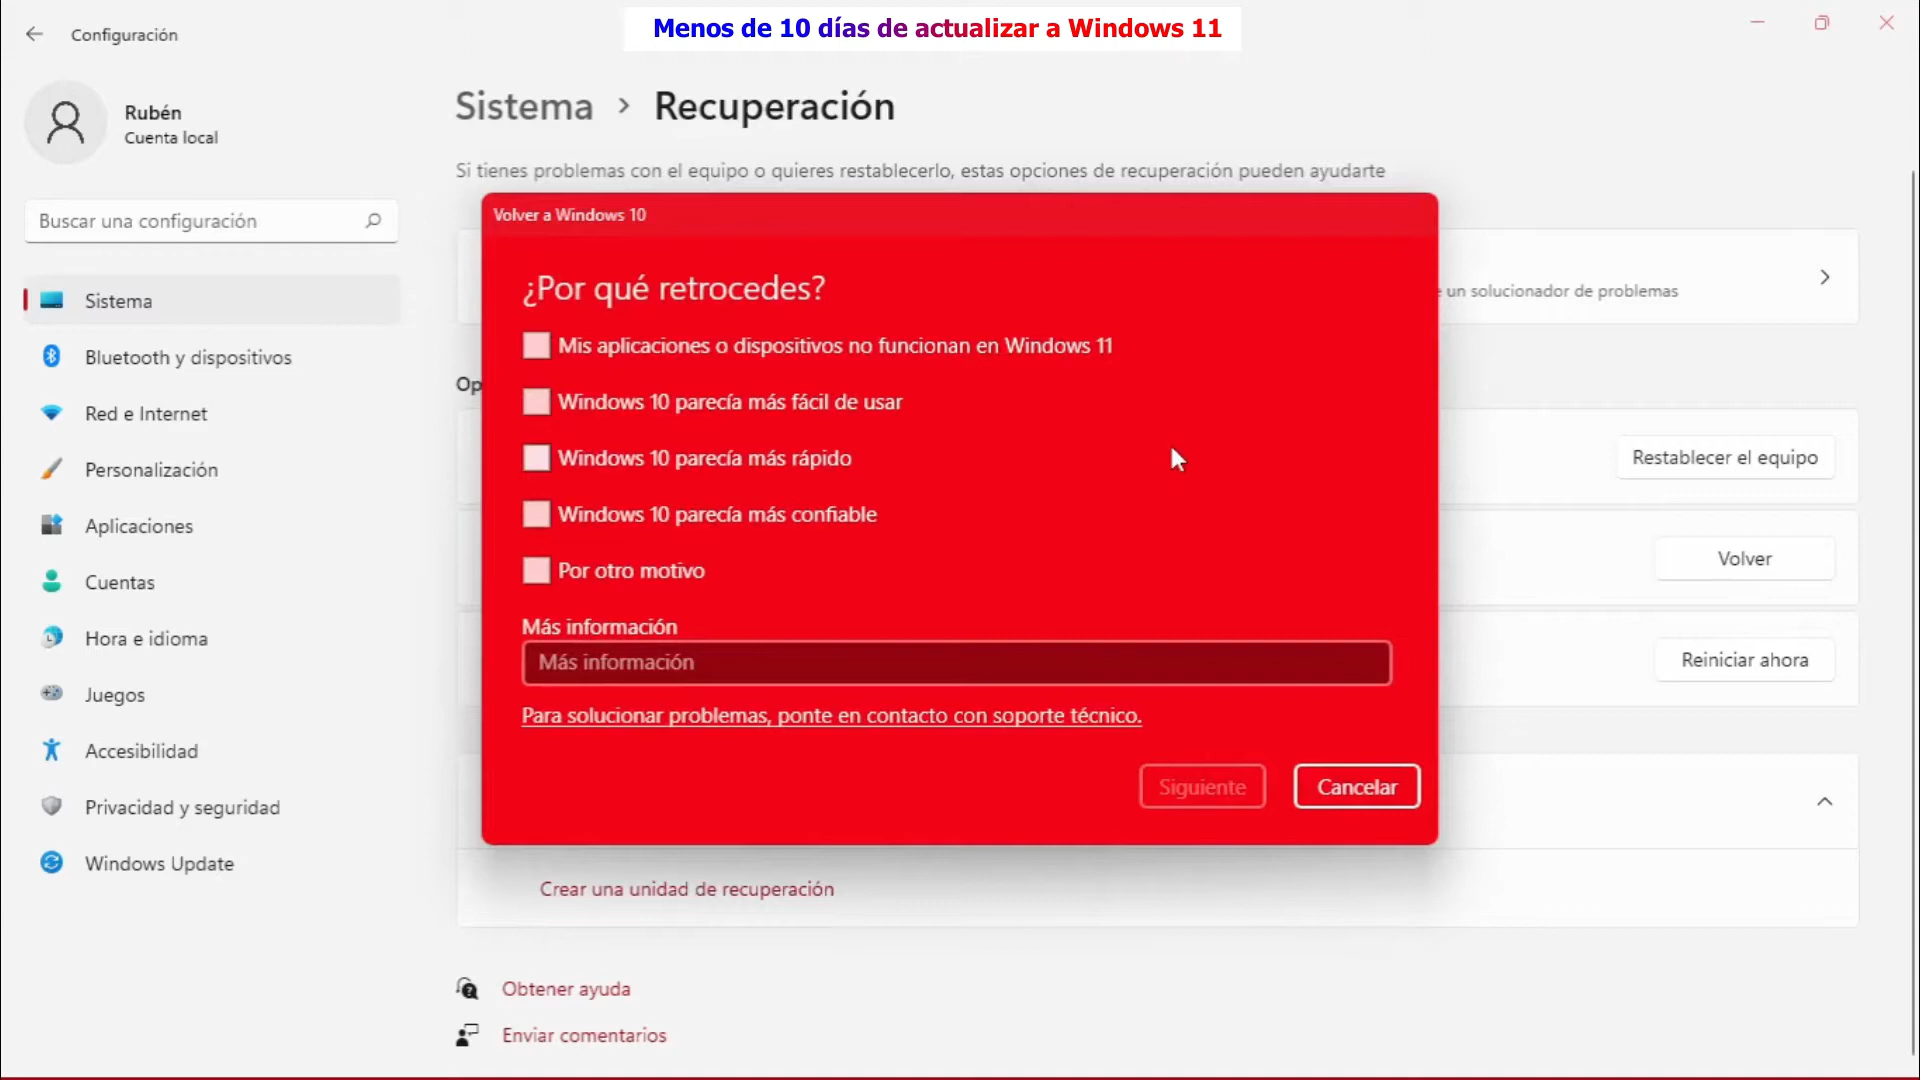 Menos de 10 días de actualizar a Windows 11
Configuración
Rubén
Cuenta local
Buscar una configuración
Sistema
Bluetooth y dispositivos
Red e Internet
Personalización
Aplicaciones
Cuentas
Hora e idioma
Juegos
Accesibilidad
Privacidad y seguridad
Windows Update
Sistema > Recuperación
Si tienes problemas con el equipo o quieres restablecerlo, estas opciones de recuperación pueden ayudarte
un solucionador de problemas
Op
Volver a Windows 10
¿Por qué retrocedes?
Mis aplicaciones o dispositivos no funcionan en Windows 11
Windows 10 parecía más fácil de usar
Windows 10 parecía más rápido
Windows 10 parecía más confiable
Por otro motivo
Más información
Más información
Para solucionar problemas, ponte en contacto con soporte técnico.
Siguiente
Cancelar
Restablecer el equipo
Volver
Reiniciar ahora
Crear una unidad de recuperación
Obtener ayuda
Enviar comentarios